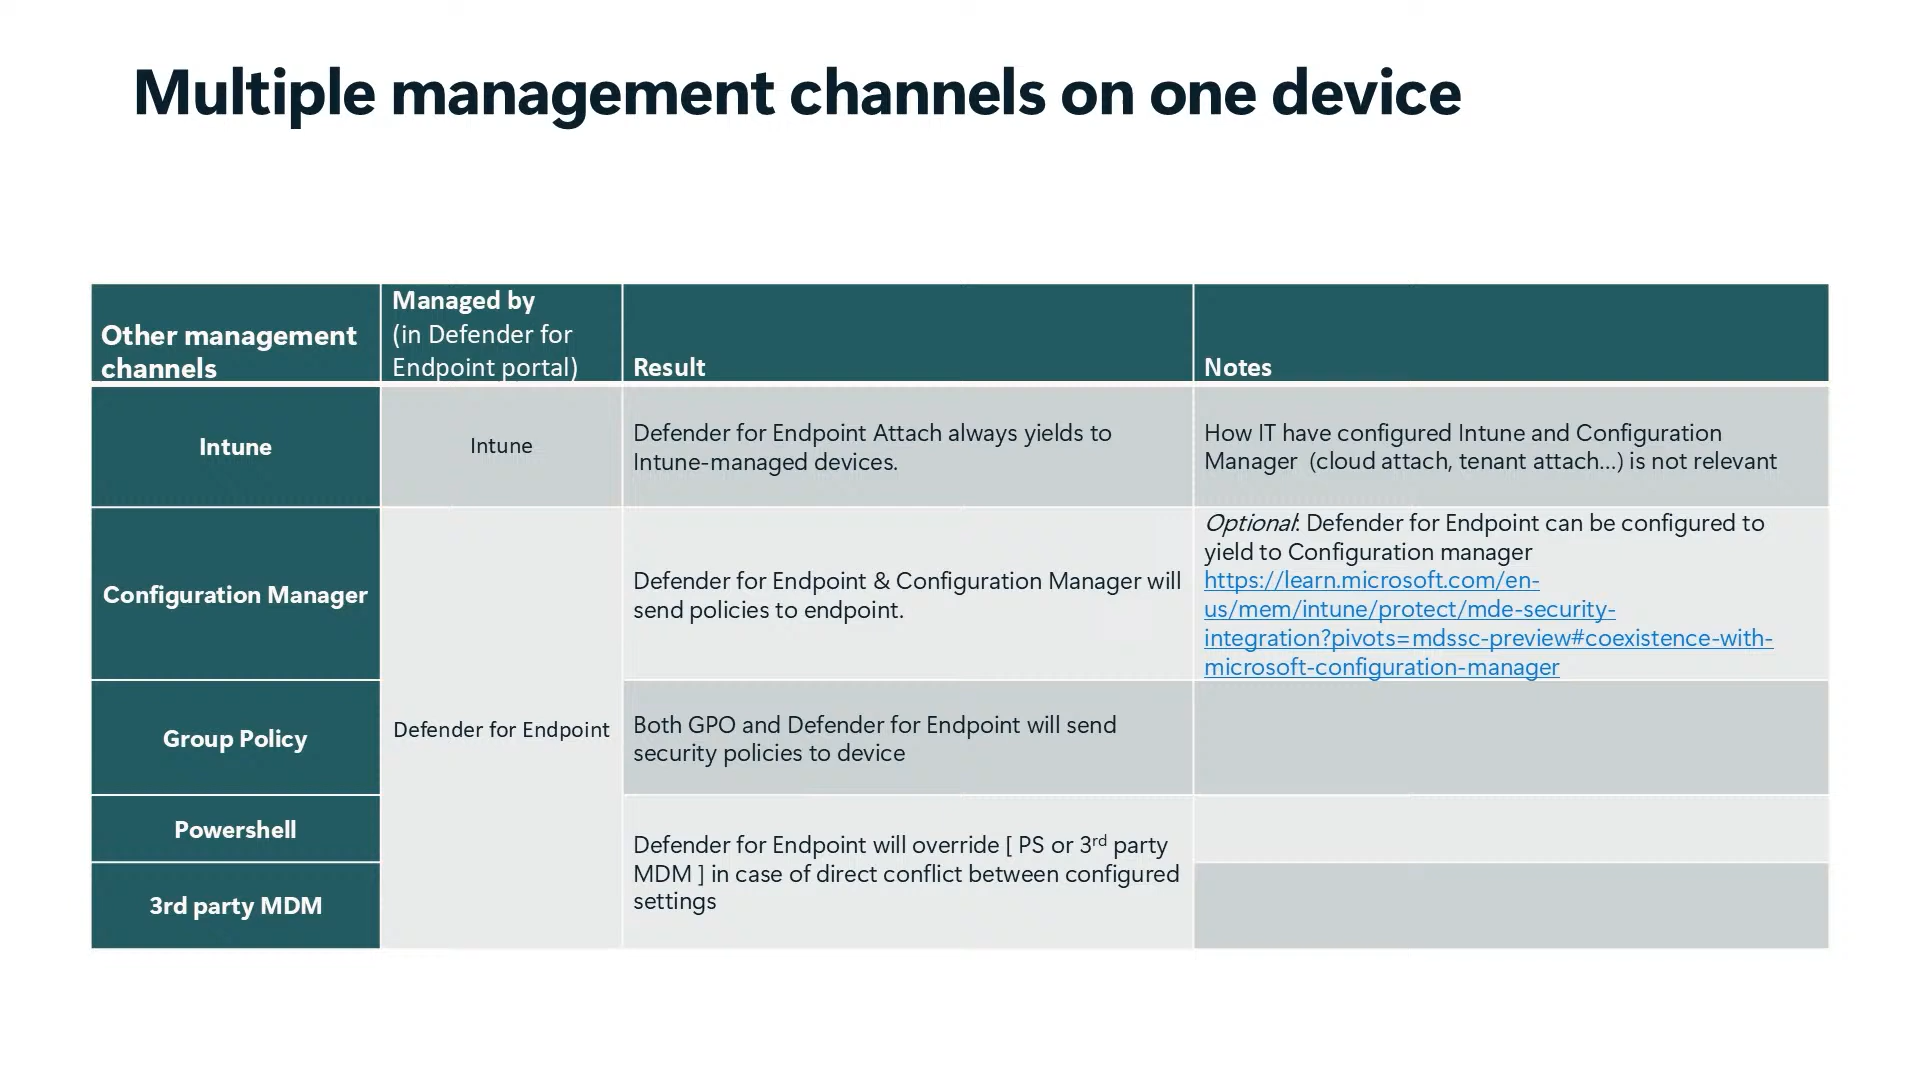 Multiple management channels on one device
Other management
channels
Managed by
(in Defender for
Endpoint portal)
Result
Notes
Intune
Intune
Defender for Endpoint Attach always yields to
Intune-managed devices.
How IT have configured Intune and Configuration
Manager (cloud attach, tenant attach...) is not relevant
Configuration Manager
Defender for Endpoint
Defender for Endpoint & Configuration Manager will
send policies to endpoint.
Optional: Defender for Endpoint can be configured to
yield to Configuration manager
https://learn.microsoft.com/en-
us/mem/intune/protect/mde-security-
integration?pivots=mdssc-preview#coexistence-with-
microsoft-configuration-manager
Group Policy
Both GPO and Defender for Endpoint will send
security policies to device
Powershell
Defender for Endpoint will override [ PS or 3rd party
MDM ] in case of direct conflict between configured
settings
3rd party MDM